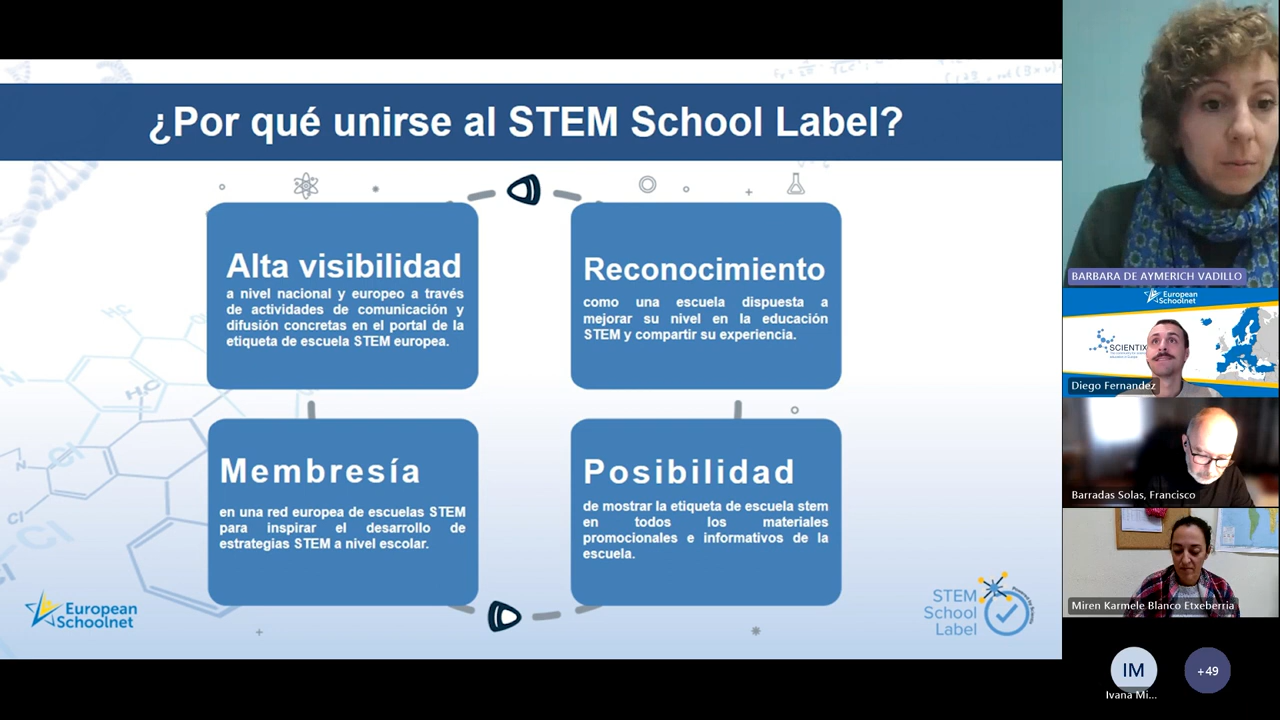 ¿Por qué unirse al STEM School Label?
Alta visibilidad
a nivel nacional y europeo a través
de actividades de comunicación y
difusión concretas en el portal de la
etiqueta de escuela STEM europea.
Reconocimiento
como una escuela dispuesta a
mejorar su nivel en la educación
STEM y compartir su experiencia.
Membresía
en una red europea de escuelas STEM
para inspirar el desarrollo de
estrategias STEM a nivel escolar.
Posibilidad
de mostrar la etiqueta de escuela stem
en todos los materiales
promocionales e informativos de la
escuela.
European
Schoolnet
STEM
School
Label
HC
HC
N
N
Cl
Cl
Cl
BARBARA DE AYMERICH VADILLO
European
Schoolnet
SCIENTIX
Diego Fernandez
Barradas Solas, Francisco
Miren Karmele Blanco Etxeberria
IM
+49
Ivana Mi...